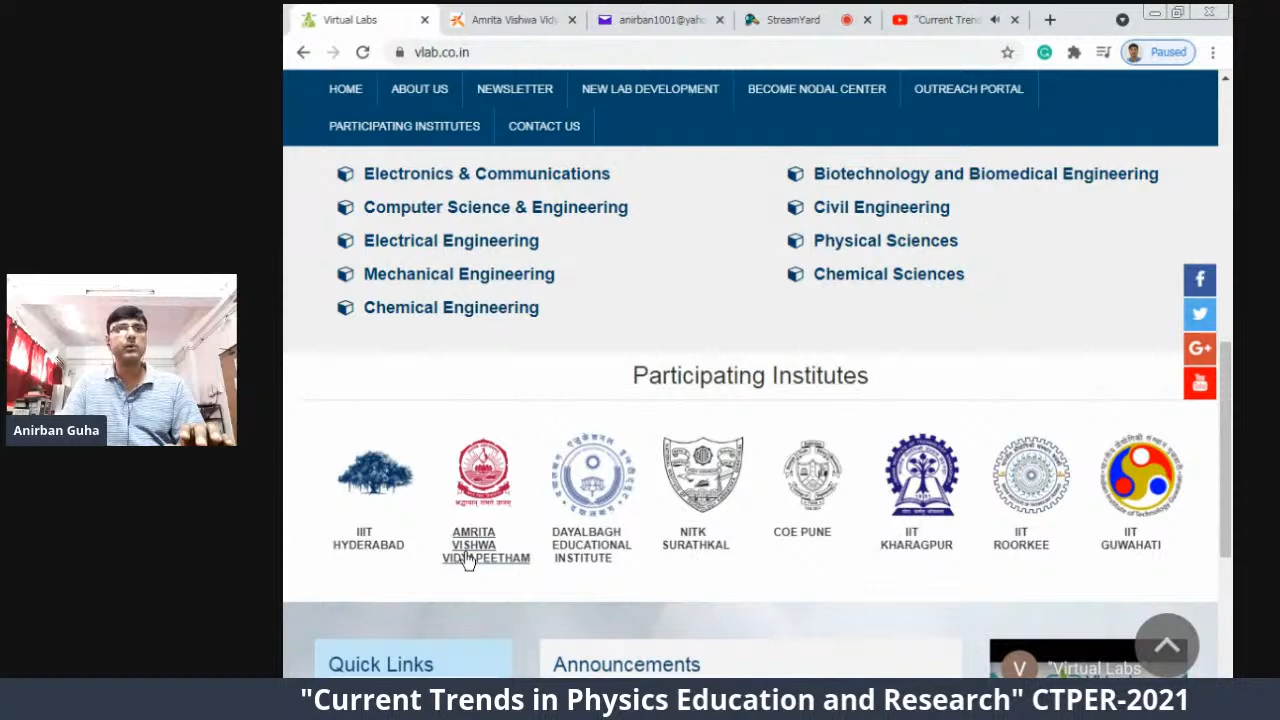 Virtual Labs
Amrita Vishwa Vidy
anirban1001@yaho
StreamYard
"Current Tren
vlab.co.in
Paused
HOME
ABOUT US
NEWSLETTER
NEW LAB DEVELOPMENT
BECOME NODAL CENTER
OUTREACH PORTAL
PARTICIPATING INSTITUTES
CONTACT US
Electronics & Communications
Computer Science & Engineering
Electrical Engineering
Mechanical Engineering
Chemical Engineering
Biotechnology and Biomedical Engineering
Civil Engineering
Physical Sciences
Chemical Sciences
f
G+
You
Participating Institutes
IIIT
HYDERABAD
AMRITA
VISHWA
VIDYAPEETHAM
DAYALBAGH
EDUCATIONAL
INSTITUTE
NITK
SURATHKAL
COE PUNE
IIT
KHARAGPUR
IIT
ROORKEE
IIT
GUWAHATI
Anirban Guha
Quick Links
Announcements
V
"Virtual Labs
"Current Trends in Physics Education and Research" CTPER-2021